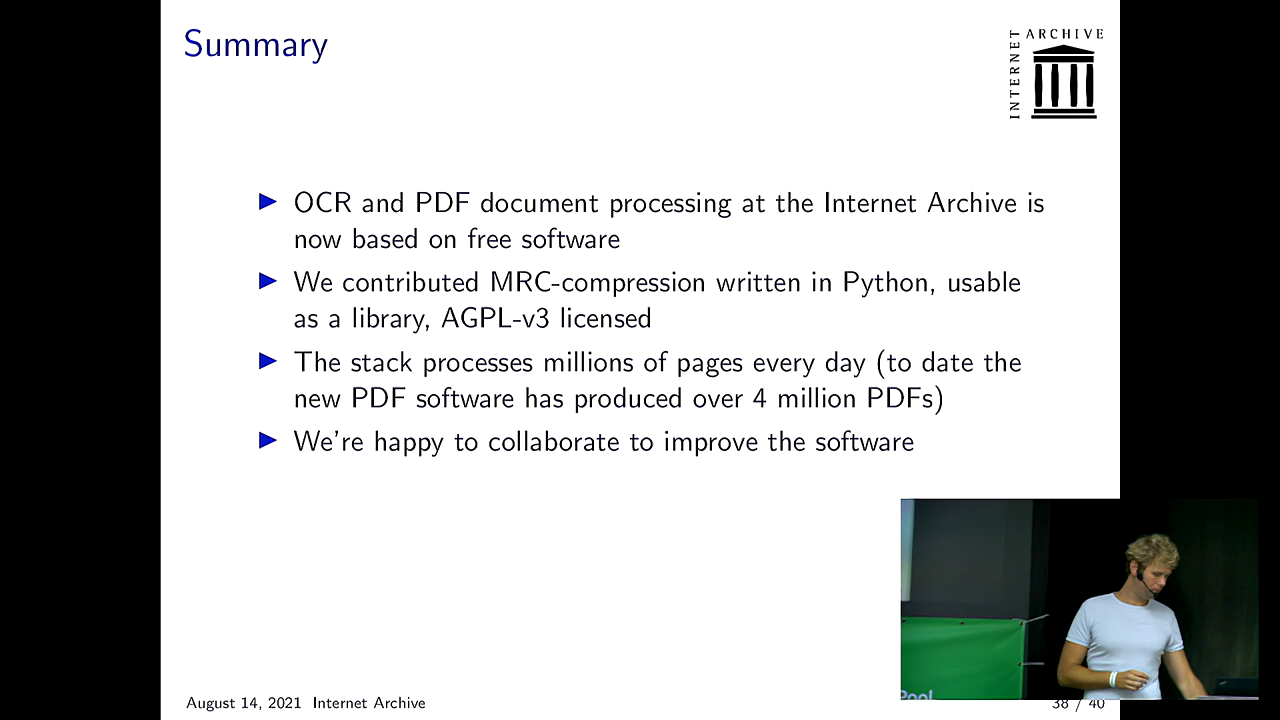 Summary
INTERNET ARCHIVE
OCR and PDF document processing at the Internet Archive is
now based on free software
We contributed MRC-compression written in Python, usable
as a library, AGPL-v3 licensed
The stack processes millions of pages every day (to date the
new PDF software has produced over 4 million PDFs)
We're happy to collaborate to improve the software
August 14, 2021 Internet Archive
38 / 40